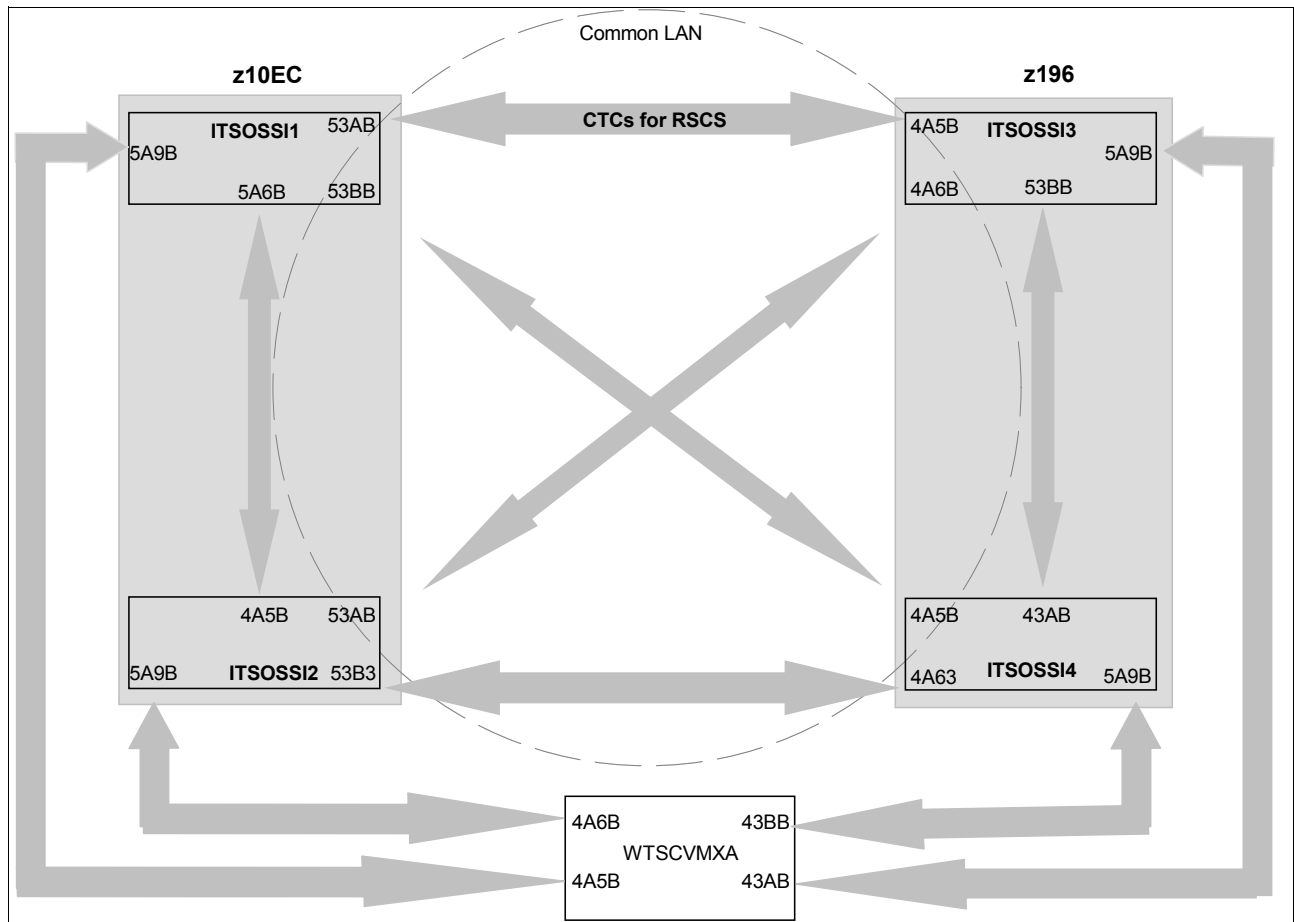 Common LAN
z10EC
z196
ITSOSSI1
53AB
5A9B
5A6B
53BB
CTCs for RSCS
4A5B
ITSOSSI3
5A9B
4A6B
53BB
4A5B
53AB
5A9B
ITSOSSI2
53B3
4A5B
43AB
4A63
ITSOSSI4
5A9B
4A6B
43BB
WTSCVMXA
4A5B
43AB